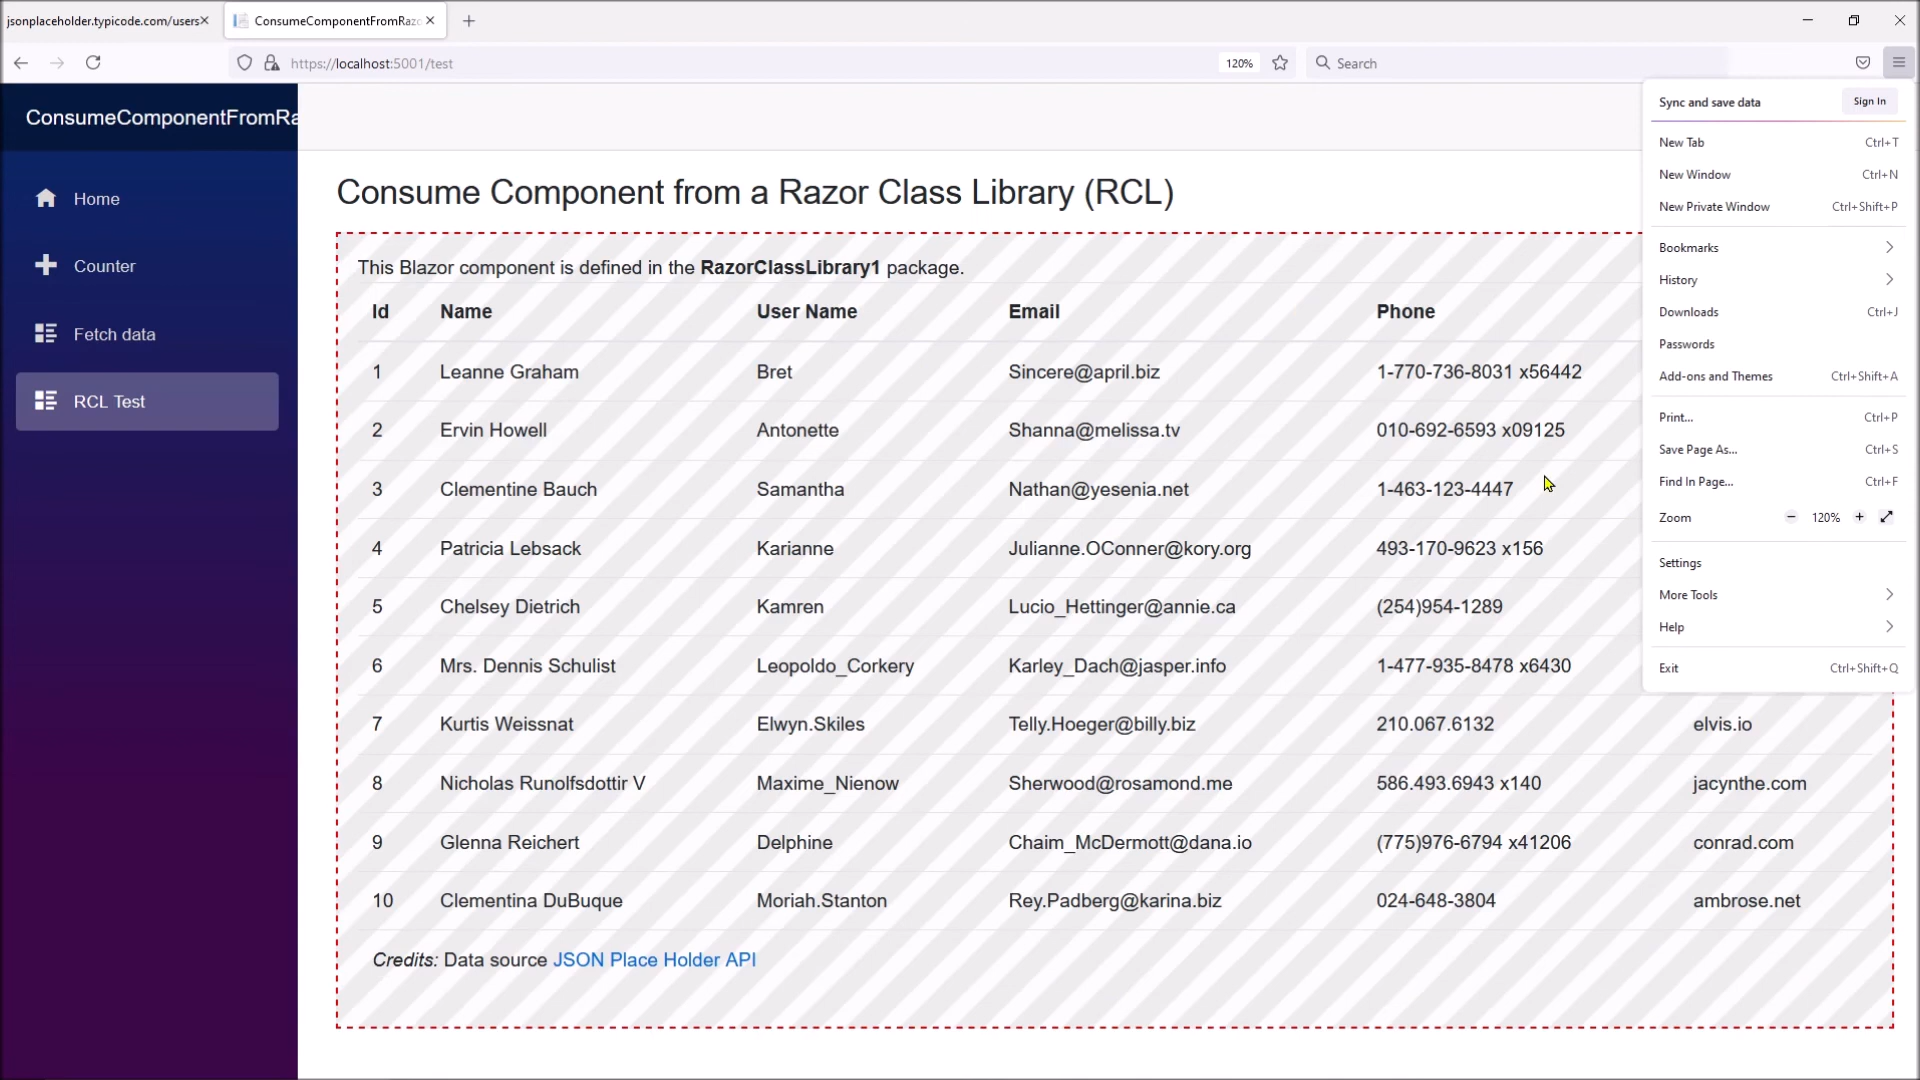 jsonplaceholder.typicode.com/users
ConsumeComponentFromRaz
https://localhost:5001/test
120%
Search
ConsumeComponentFromRa
Home
Counter
Fetch data
RCL Test
Consume Component from a Razor Class Library (RCL)
This Blazor component is defined in the RazorClassLibrary1 package.
Id Name User Name Email Phone
1 Leanne Graham Bret Sincere@april.biz 1-770-736-8031 x56442
2 Ervin Howell Antonette Shanna@melissa.tv 010-692-6593 x09125
3 Clementine Bauch Samantha Nathan@yesenia.net 1-463-123-4447
4 Patricia Lebsack Karianne Julianne.OConner@kory.org 493-170-9623 x156
5 Chelsey Dietrich Kamren Lucio_Hettinger@annie.ca (254)954-1289
6 Mrs. Dennis Schulist Leopoldo_Corkery Karley_Dach@jasper.info 1-477-935-8478 x6430
7 Kurtis Weissnat Elwyn.Skiles Telly.Hoeger@billy.biz 210.067.6132 elvis.io
8 Nicholas Runolfsdottir V Maxime_Nienow Sherwood@rosamond.me 586.493.6943 x140 jacynthe.com
9 Glenna Reichert Delphine Chaim_McDermott@dana.io (775)976-6794 x41206 conrad.com
10 Clementina DuBuque Moriah.Stanton Rey.Padberg@karina.biz 024-648-3804 ambrose.net
Credits: Data source JSON Place Holder API
Sync and save data Sign In
New Tab Ctrl+T
New Window Ctrl+N
New Private Window Ctrl+Shift+P
Bookmarks
History
Downloads Ctrl+J
Passwords
Add-ons and Themes Ctrl+Shift+A
Print... Ctrl+P
Save Page As... Ctrl+S
Find In Page... Ctrl+F
Zoom 120%
Settings
More Tools
Help
Exit Ctrl+Shift+Q